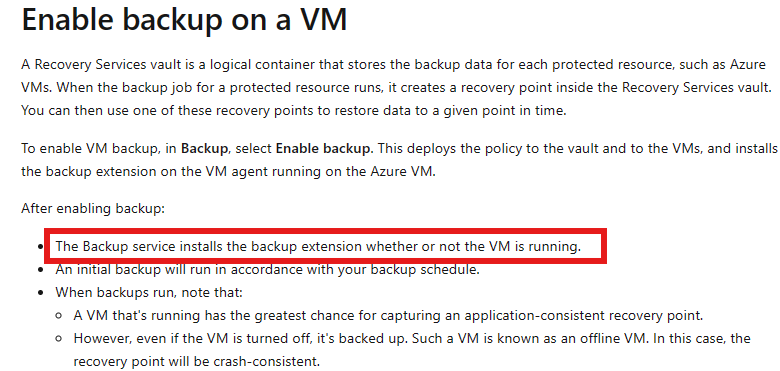 Enable backup on a VM
A Recovery Services vault is a logical container that stores the backup data for each protected resource, such as Azure
VMs. When the backup job for a protected resource runs, it creates a recovery point inside the Recovery Services vault.
You can then use one of these recovery points to restore data to a given point in time.
To enable VM backup, in Backup, select Enable backup. This deploys the policy to the vault and to the VMs, and installs
the backup extension on the VM agent running on the Azure VM.
After enabling backup:
• The Backup service installs the backup extension whether or not the VM is running.
• An initial backup will run in accordance with your backup schedule.
• When backups run, note that:
○ A VM that's running has the greatest chance for capturing an application-consistent recovery point.
○ However, even if the VM is turned off, it's backed up. Such a VM is known as an offline VM. In this case, the
recovery point will be crash-consistent.